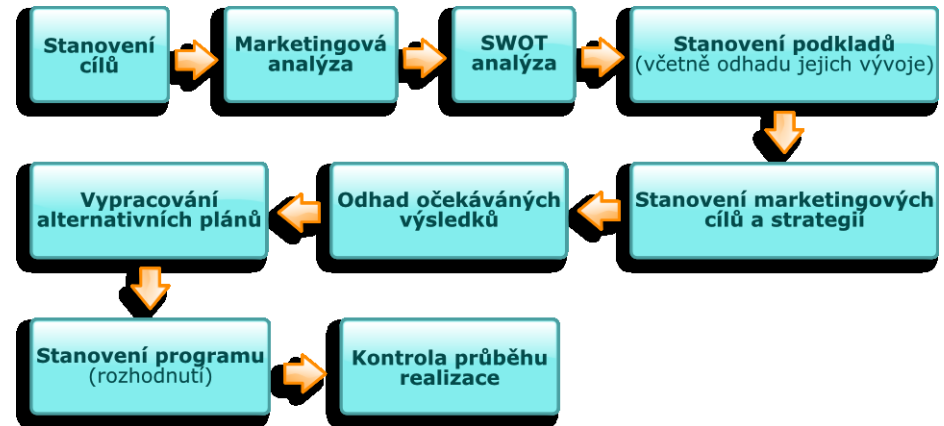 Stanovení
cílů
Marketingová
analýza
SWOT
analýza
Stanovení podkladů
(včetně odhadu jejich vývoje)
Stanovení marketingových
cílů a strategií
Odhad očekáváných
výsledků
Vypracování
alternativních plánů
Stanovení programu
(rozhodnutí)
Kontrola průběhu
realizace